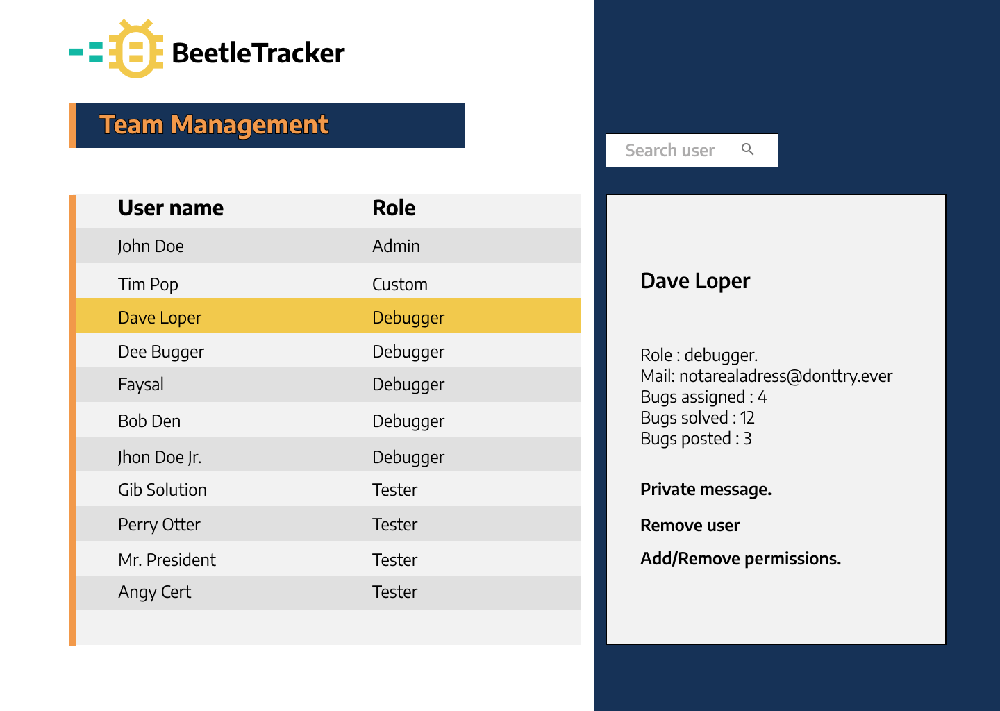 BeetleTracker
Team Management
Search user
User name Role
John Doe Admin
Tim Pop Custom
Dave Loper Debugger
Dee Bugger Debugger
Faysal Debugger
Bob Den Debugger
Jhon Doe Jr. Debugger
Gib Solution Tester
Perry Otter Tester
Mr. President Tester
Angy Cert Tester
Dave Loper
Role : debugger.
Mail: notarealadress@donttry.ever
Bugs assigned : 4
Bugs solved : 12
Bugs posted : 3
Private message.
Remove user
Add/Remove permissions.